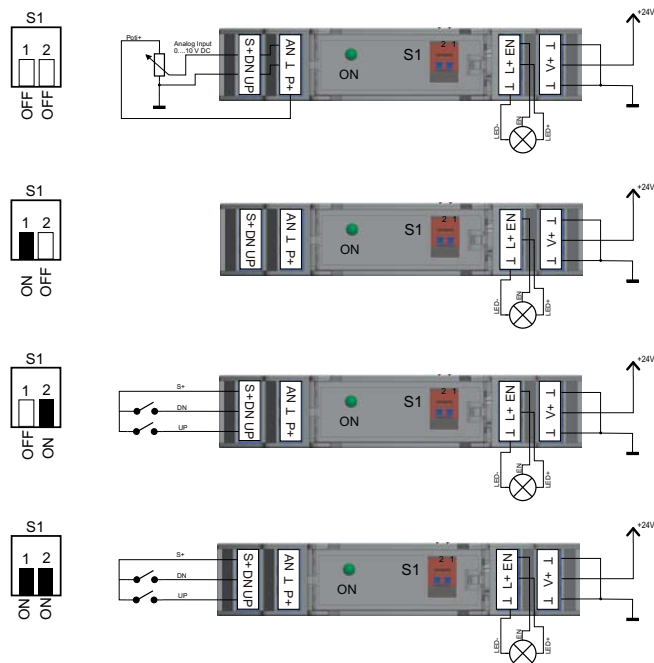 S1
1 2
OFF
OFF
Poti+
Analog Input
0....10 V DC
S+DN UP
AN ⊥ P+
ON
S1
2 1
⊥ L+ EN
⊥ V+ ⊥
+24V
LED-
EN
LED+
S1
1 2
ON
OFF
S+DN UP
AN ⊥ P+
ON
S1
2 1
⊥ L+ EN
⊥ V+ ⊥
+24V
LED-
EN
LED+
S1
1 2
OFF
ON
S+
DN
UP
S+DN UP
AN ⊥ P+
ON
S1
2 1
⊥ L+ EN
⊥ V+ ⊥
+24V
LED-
EN
LED+
S1
1 2
ON
ON
S+
DN
UP
S+DN UP
AN ⊥ P+
ON
S1
2 1
⊥ L+ EN
⊥ V+ ⊥
+24V
LED-
EN
LED+